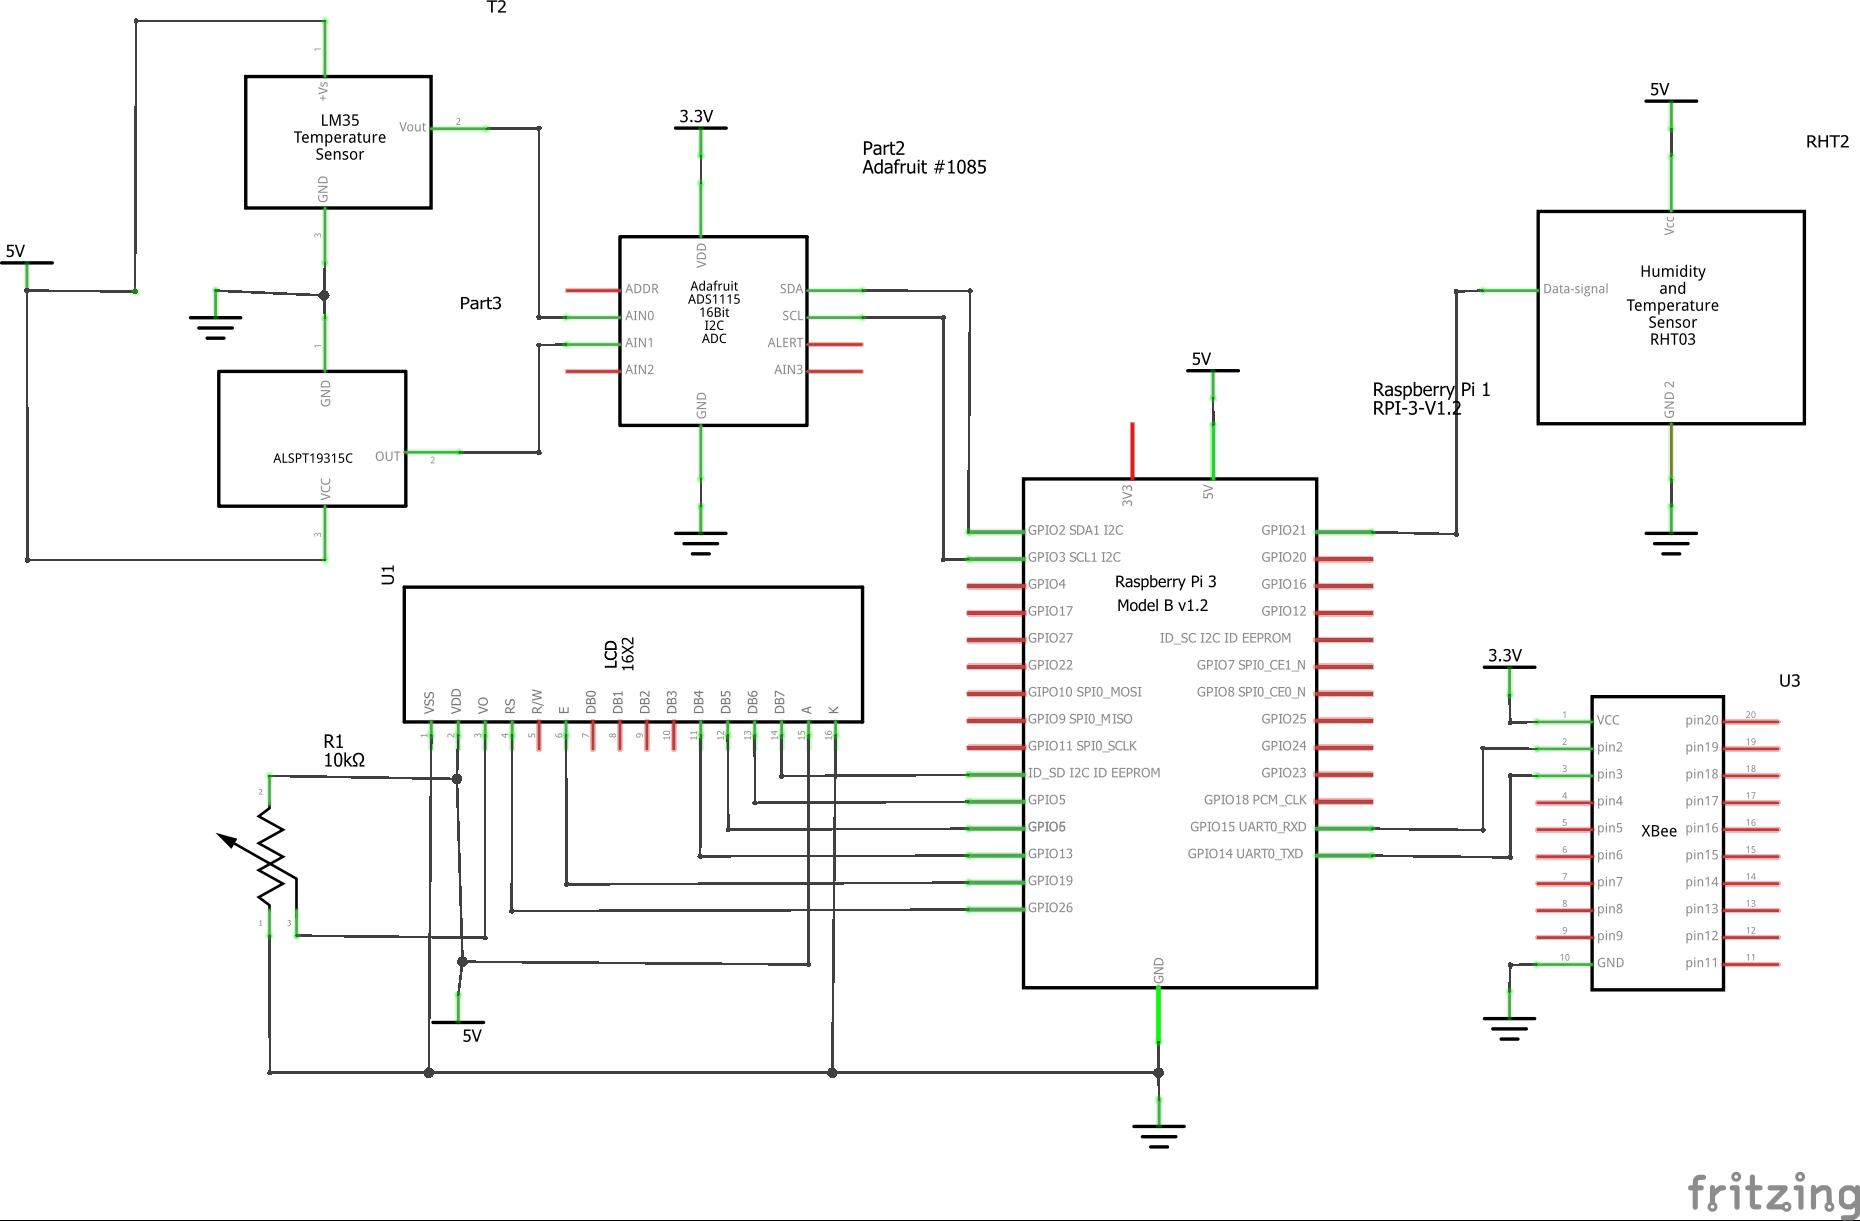 T2
1
+Vs
LM35
Temperature
Sensor
Vout
2
GND
3
5V
Part3
1
GND
ALSPT19315C
OUT
2
VCC
3
3.3V
Part2
Adafruit #1085
VDD
Adafruit
ADS1115
16Bit
I2C
ADC
ADDR
AIN0
AIN1
AIN2
SDA
SCL
ALERT
AIN3
GND
5V
RHT2
Vcc
Data-signal
Humidity
and
Temperature
Sensor
RHT03
GND 2
5V
Raspberry Pi 1
RPI-3-V1.2
3V3
5V
Raspberry Pi 3
Model B v1.2
GPIO2 SDA1 I2C
GPIO3 SCL1 I2C
GPIO4
GPIO17
GPIO27
GPIO22
GIPO10 SPI0_MOSI
GPIO9 SPI0_MISO
GPIO11 SPI0_SCLK
ID_SD I2C ID EEPROM
GPIO5
GPIO6
GPIO13
GPIO19
GPIO26
GPIO21
GPIO20
GPIO16
GPIO12
ID_SC I2C ID EEPROM
GPIO7 SPI0_CE1_N
GPIO8 SPI0_CE0_N
GPIO25
GPIO24
GPIO23
GPIO18 PCM_CLK
GPIO15 UART0_RXD
GPIO14 UART0_TXD
GND
U1
LCD
16X2
VSS
VDD
VO
RS
R/W
E
DB0
DB1
DB2
DB3
DB4
DB5
DB6
DB7
A
K
1
2
3
4
5
6
7
8
9
10
11
12
13
14
15
16
R1
10kΩ
2
1
3
5V
3.3V
U3
XBee
1
2
3
4
5
6
7
8
9
10
VCC
pin2
pin3
pin4
pin5
pin6
pin7
pin8
pin9
GND
pin20
pin19
pin18
pin17
pin16
pin15
pin14
pin13
pin12
pin11
20
19
18
17
16
15
14
13
12
11
fritzing